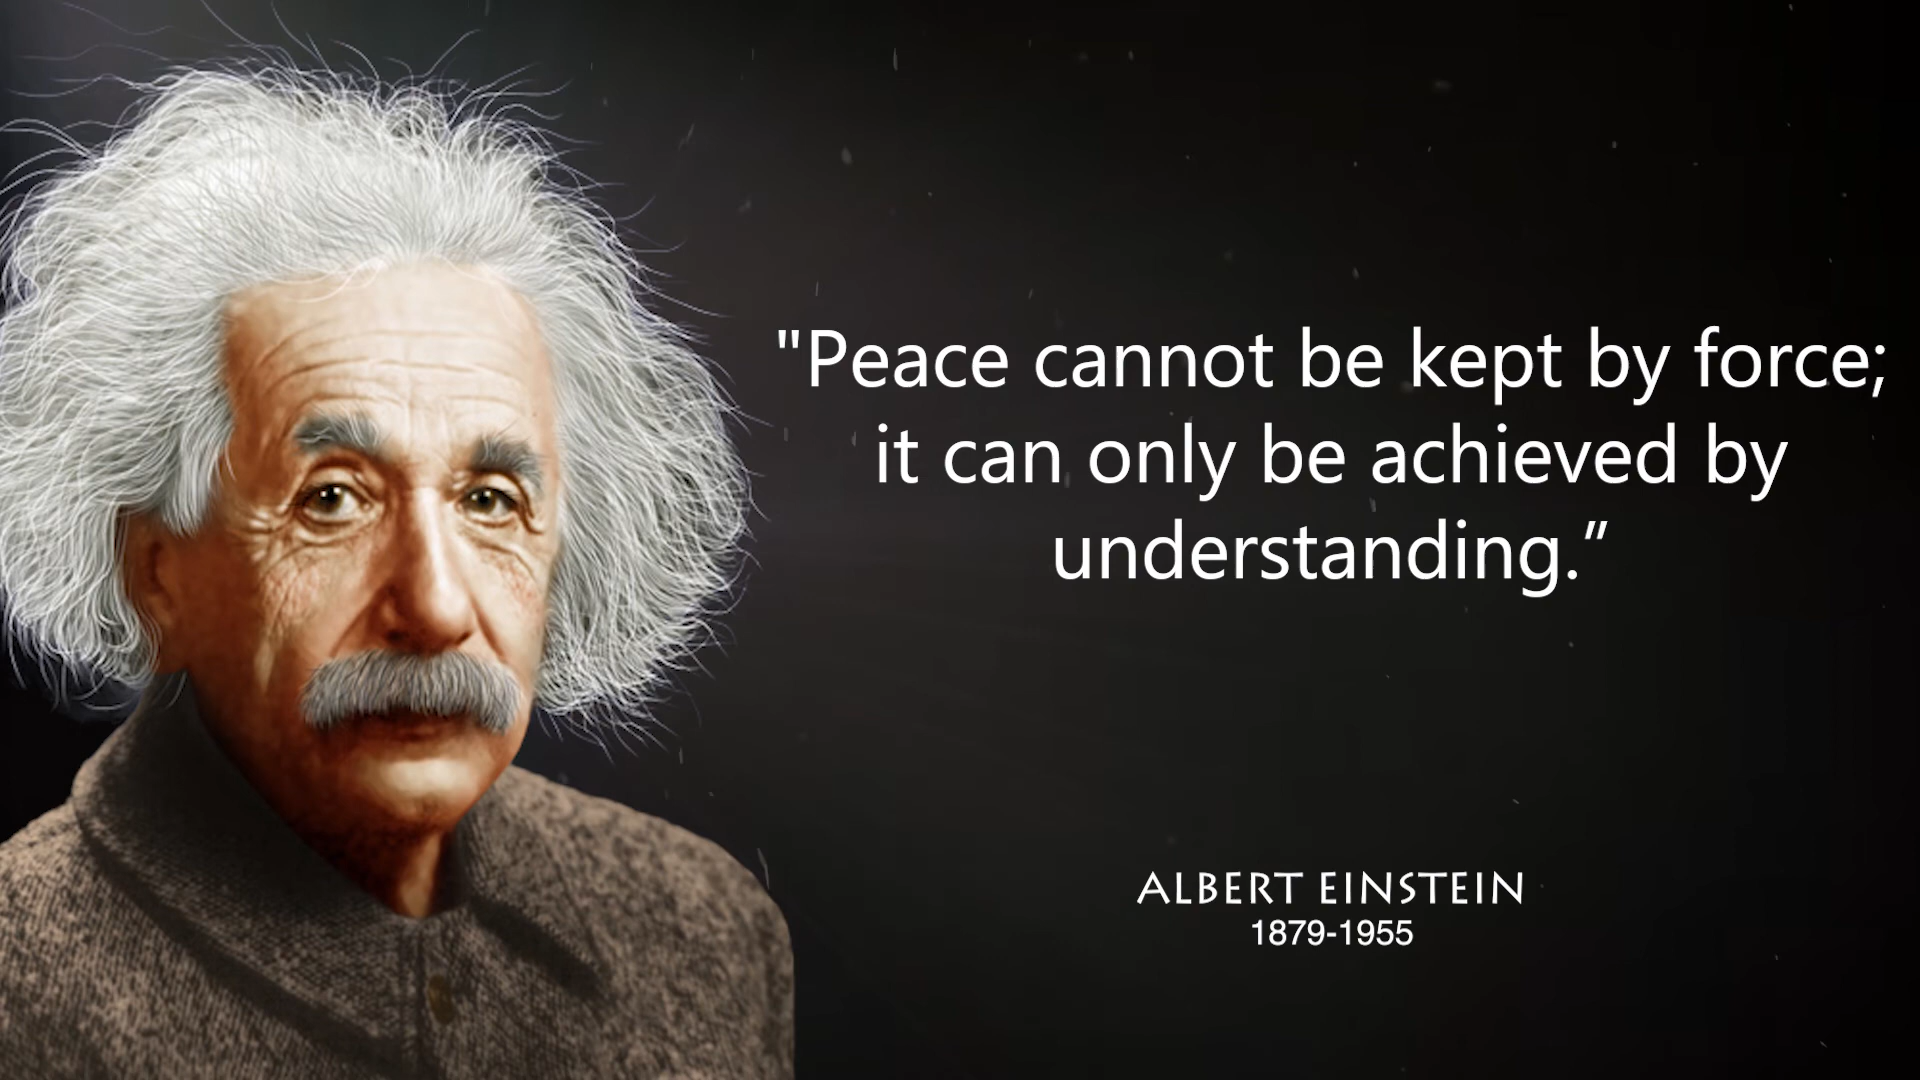 "Peace cannot be kept by force;
it can only be achieved by
understanding.”
ALBERT EINSTEIN
1879-1955